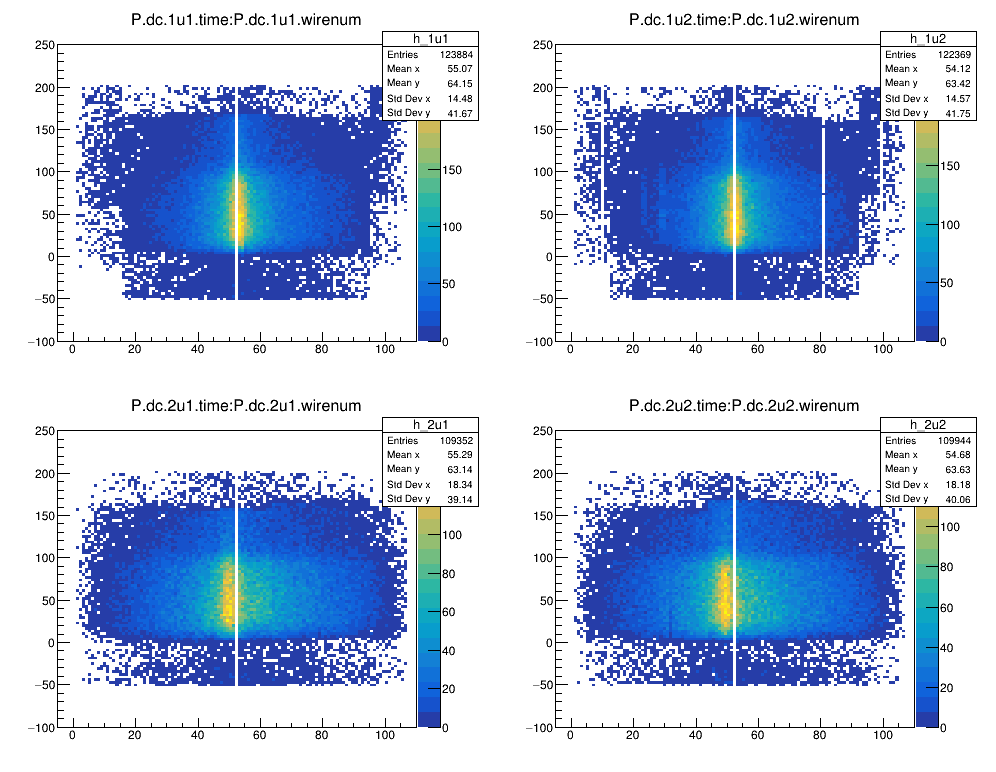 P.dc.1u1.time:P.dc.1u1.wirenum
h_1u1
Entries 123884
Mean x 55.07
Mean y 64.15
Std Dev x 14.48
Std Dev y 41.67
250
200
150
100
50
0
−50
−100
0 20 40 60 80 100
150
100
50
0
P.dc.1u2.time:P.dc.1u2.wirenum
h_1u2
Entries 122369
Mean x 54.12
Mean y 63.42
Std Dev x 14.57
Std Dev y 41.75
250
200
150
100
50
0
−50
−100
0 20 40 60 80 100
150
100
50
0
P.dc.2u1.time:P.dc.2u1.wirenum
h_2u1
Entries 109352
Mean x 55.29
Mean y 63.14
Std Dev x 18.34
Std Dev y 39.14
250
200
150
100
50
0
−50
−100
0 20 40 60 80 100
100
80
60
40
20
0
P.dc.2u2.time:P.dc.2u2.wirenum
h_2u2
Entries 109944
Mean x 54.68
Mean y 63.63
Std Dev x 18.18
Std Dev y 40.06
250
200
150
100
50
0
−50
−100
0 20 40 60 80 100
100
80
60
40
20
0